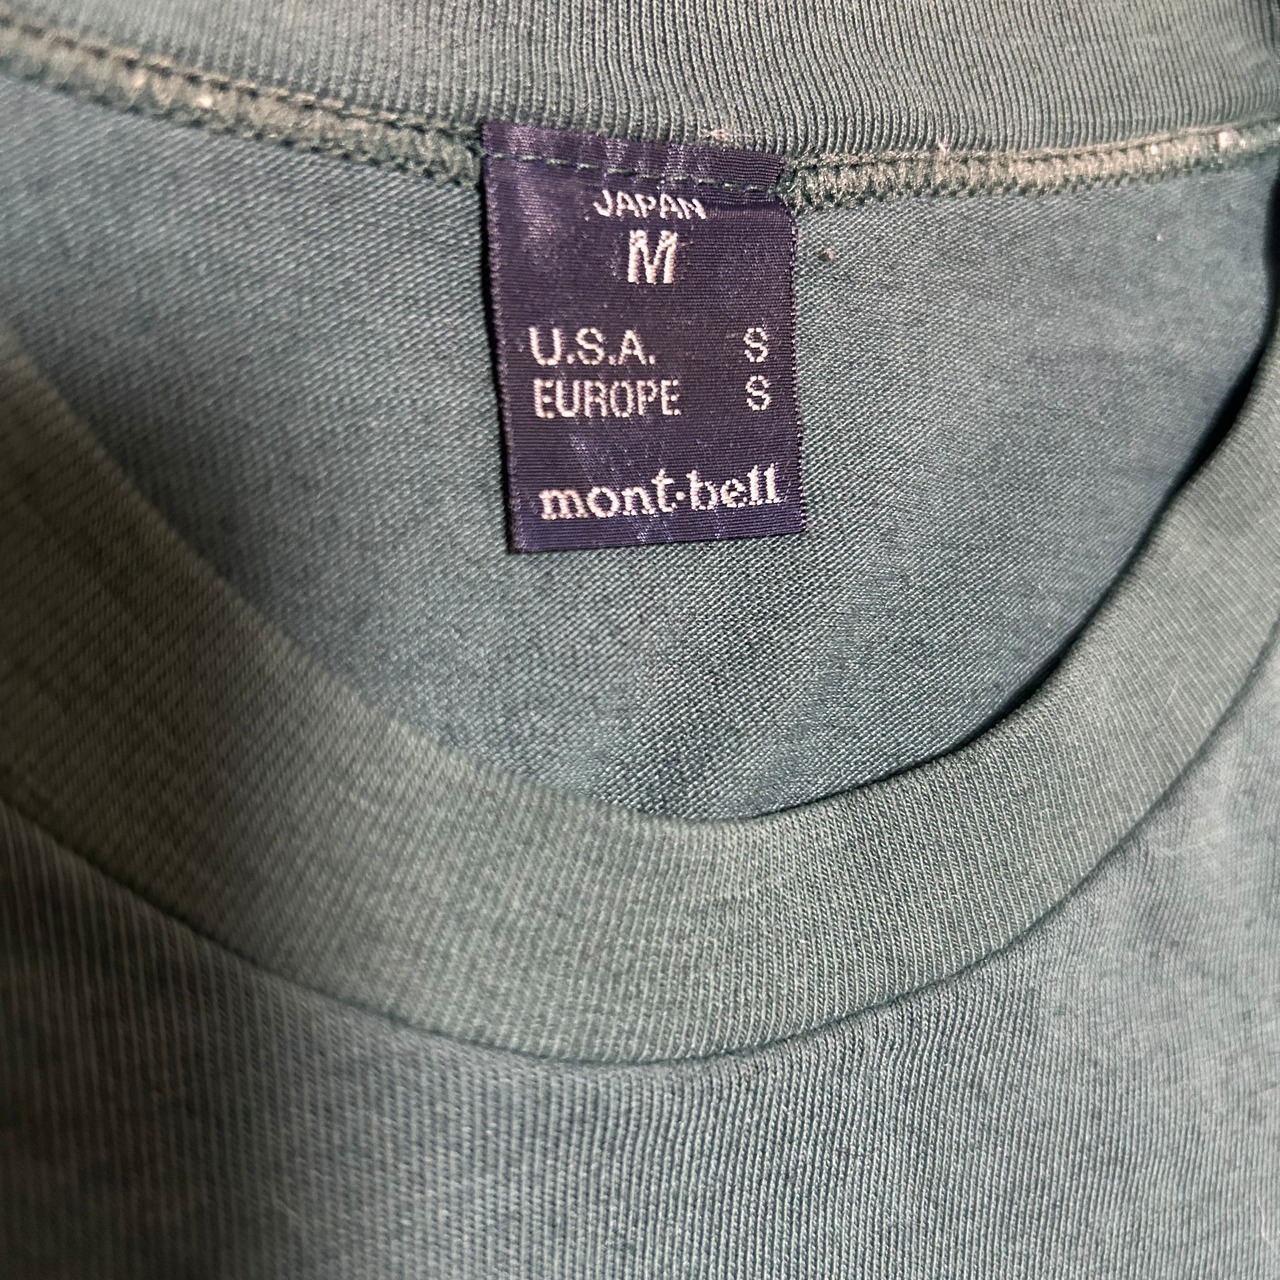 JAPAN
M
U.S.A. S
EUROPE S
mont·bell